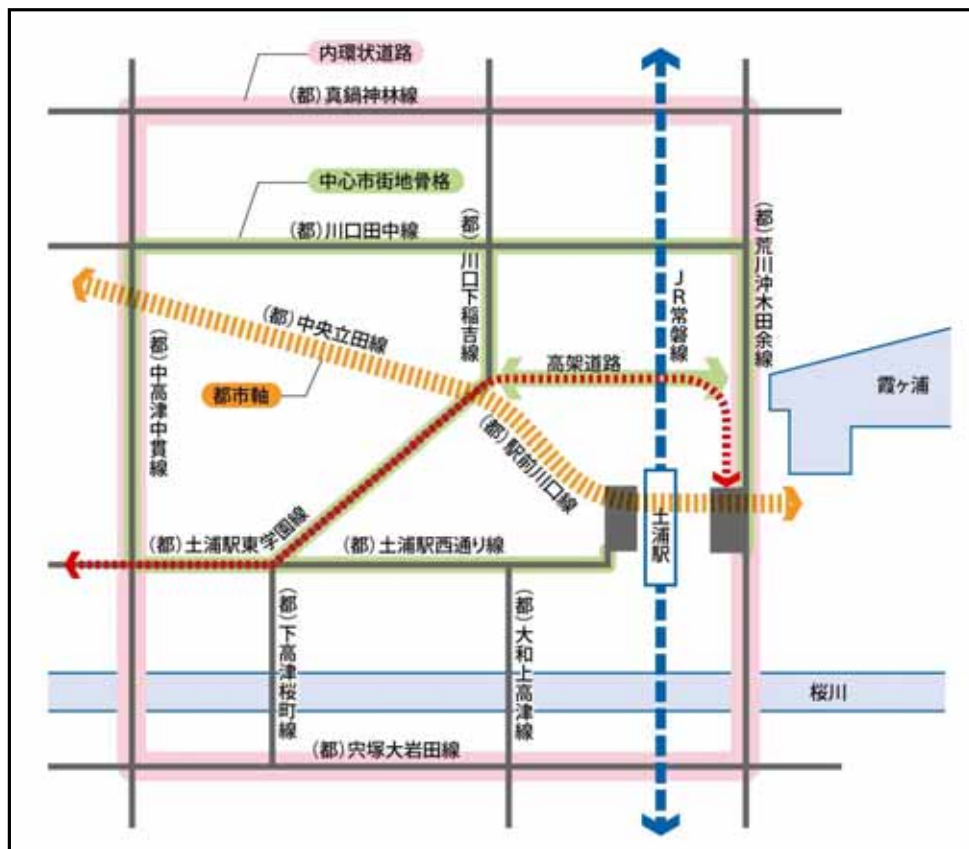 内環状道路
(都)真鍋神林線
中心市街地骨格
(都)川口田中線
(都)川口下稲吉線
JR常磐線
(都)荒川沖木田余線
(都)中央立田線
都市軸
(都)中高津中貫線
高架道路
霞ヶ浦
(都)駅前川口線
土浦駅
(都)土浦駅東学園線
(都)土浦駅西通り線
(都)下高津桜町線
(都)大和上高津線
桜川
(都)宍塚大岩田線